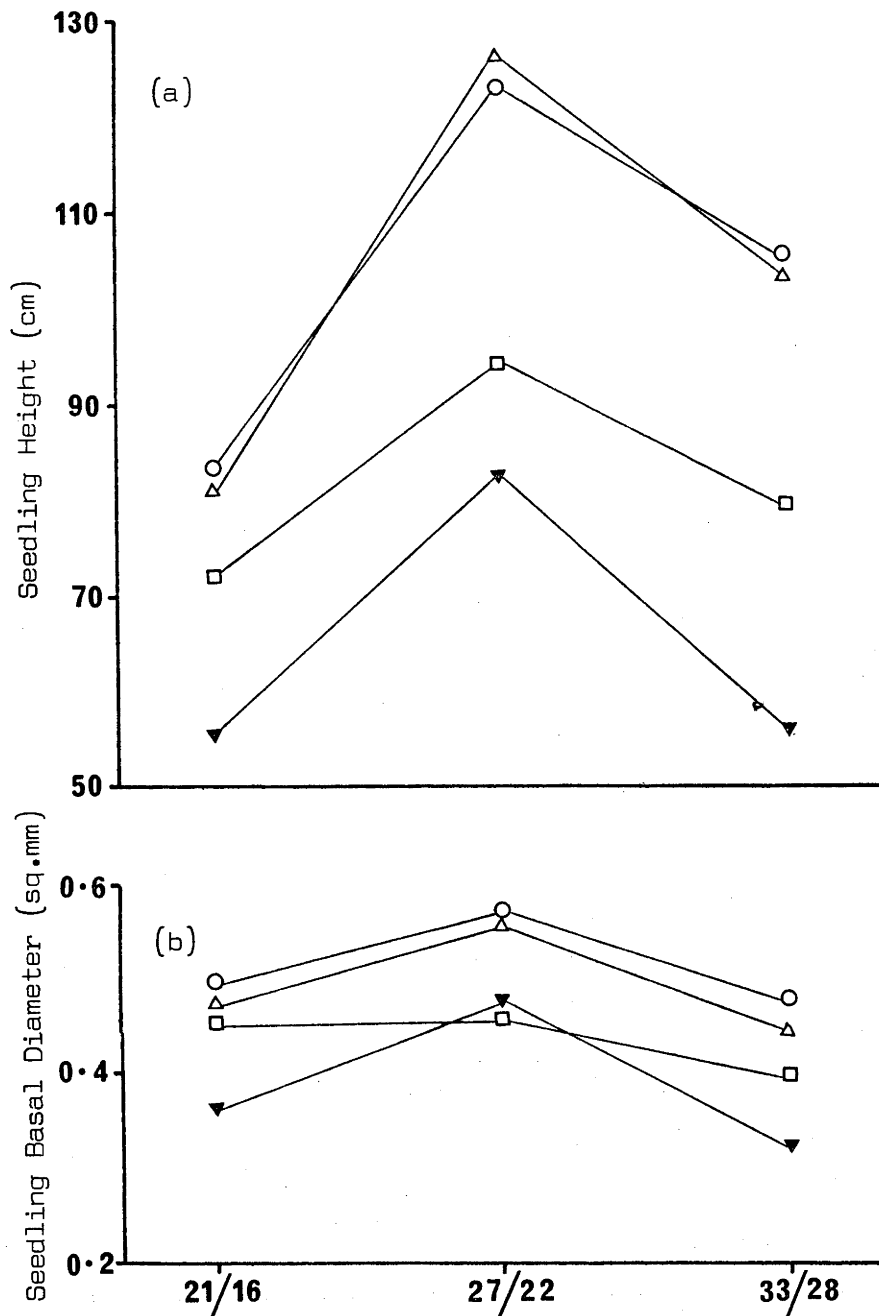 130
(a)
110
90
70
50
Seedling Height (cm)
0·6
(b)
0·4
0·2
Seedling Basal Diameter (sq.mm)
21/16 27/22 33/28